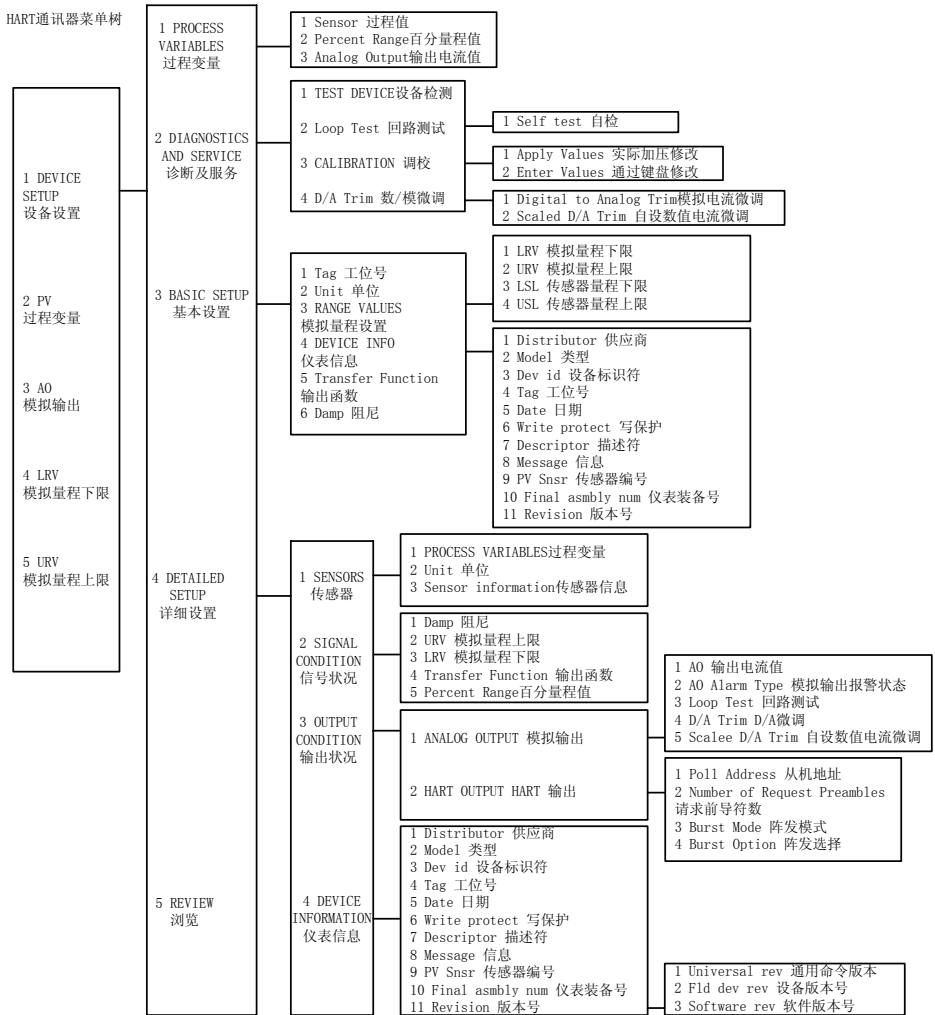 HART通讯器菜单树
1 DEVICE
SETUP
设备设置
2 PV
过程变量
3 AO
模拟输出
4 LRV
模拟量程下限
5 URV
模拟量程上限
1 PROCESS
VARIABLES
过程变量
2 DIAGNOSTICS
AND SERVICE
诊断及服务
3 BASIC SETUP
基本设置
4 DETAILED
SETUP
详细设置
5 REVIEW
浏览
1 Sensor 过程值
2 Percent Range百分量程值
3 Analog Output输出电流值
1 TEST DEVICE设备检测
2 Loop Test 回路测试
3 CALIBRATION 调校
4 D/A Trim 数/模微调
1 Self test 自检
1 Apply Values 实际加压修改
2 Enter Values 通过键盘修改
1 Digital to Analog Trim模拟电流微调
2 Scaled D/A Trim 自设数值电流微调
1 Tag 工位号
2 Unit 单位
3 RANGE VALUES
模拟量程设置
4 DEVICE INFO
仪表信息
5 Transfer Function
输出函数
6 Damp 阻尼
1 LRV 模拟量程下限
2 URV 模拟量程上限
3 LSL 传感器量程下限
4 USL 传感器量程上限
1 Distributor 供应商
2 Model 类型
3 Dev id 设备标识符
4 Tag 工位号
5 Date 日期
6 Write protect 写保护
7 Descriptor 描述符
8 Message 信息
9 PV Snsr 传感器编号
10 Final asmbly num 仪表装备号
11 Revision 版本号
1 SENSORS
传感器
2 SIGNAL
CONDITION
信号状况
3 OUTPUT
CONDITION
输出状况
4 DEVICE
INFORMATION
仪表信息
1 PROCESS VARIABLES过程变量
2 Unit 单位
3 Sensor information传感器信息
1 Damp 阻尼
2 URV 模拟量程上限
3 LRV 模拟量程下限
4 Transfer Function 输出函数
5 Percent Range百分量程值
1 ANALOG OUTPUT 模拟输出
2 HART OUTPUT HART 输出
1 AO 输出电流值
2 AO Alarm Type 模拟输出报警状态
3 Loop Test 回路测试
4 D/A Trim D/A微调
5 Scalee D/A Trim 自设数值电流微调
1 Poll Address 从机地址
2 Number of Request Preambles
请求前导符数
3 Burst Mode 阵发模式
4 Burst Option 阵发选择
1 Distributor 供应商
2 Model 类型
3 Dev id 设备标识符
4 Tag 工位号
5 Date 日期
6 Write protect 写保护
7 Descriptor 描述符
8 Message 信息
9 PV Snsr 传感器编号
10 Final asmbly num 仪表装备号
11 Revision 版本号
1 Universal rev 通用命令版本
2 Fld dev rev 设备版本号
3 Software rev 软件版本号